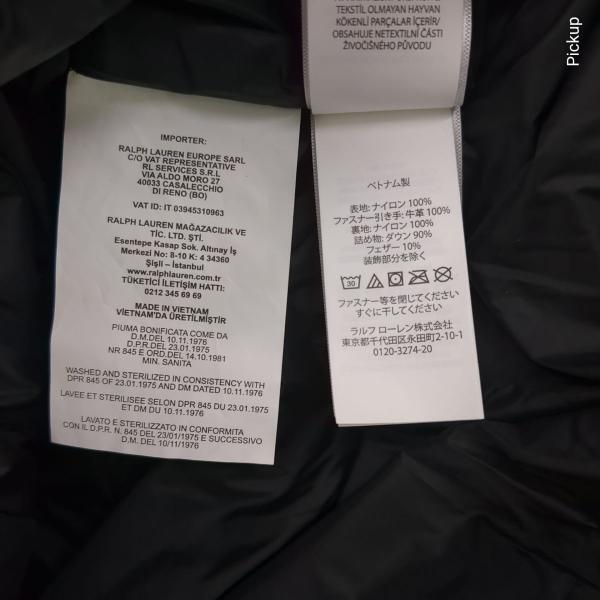 Pickup
TEKSTİL OLMAYAN HAYVAN
KÖKENLİ PARÇALAR İÇERİR/
OBSAHUJE NETEXTILNÍ ČÁSTI
ŽIVOČIŠNÉHO PŮVODU
IMPORTER:
RALPH LAUREN EUROPE SARL
C/O VAT REPRESENTATIVE
RL SERVICES S.R.L
VIA ALDO MORO 27
40033 CASALECCHIO
DI RENO (BO)
VAT ID: IT 03945310963
RALPH LAUREN MAĞAZACILIK VE
TİC. LTD. ŞTİ.
Esentepe Kasap Sok. Altınay İş
Merkezi No: 8-10 K: 4 34360
Şişli – İstanbul
www.ralphlauren.com.tr
TÜKETİCİ İLETİŞİM HATTI:
0212 345 69 69
MADE IN VIETNAM
VİETNAM'DA ÜRETİLMİŞTİR
PIUMA BONIFICATA COME DA
D.M.DEL 10.11.1976
D.P.R.DEL 23.01.1975
NR 845 E ORD.DEL 14.10.1981
MIN. SANITA
WASHED AND STERILIZED IN CONSISTENCY WITH
DPR 845 OF 23.01.1975 AND DM DATED 10.11.1976
LAVEE ET STERILISEE SELON DPR 845 DU 23.01.1975
ET DM DU 10.11.1976
LAVATO E STERILIZZATO IN CONFORMITA
CON IL D.P.R. N. 845 DEL 23/01/1975 E SUCCESSIVO
D.M. DEL 10/11/1976
ベトナム製
表地: ナイロン 100%
ファスナー引き手: 牛革 100%
裏地: ナイロン 100%
詰め物: ダウン 90%
フェザー 10%
装飾部分を除く
30
ファスナー等を閉じてください
すぐに干してください
ラルフ ローレン株式会社
東京都千代田区永田町2-10-1
0120-3274-20